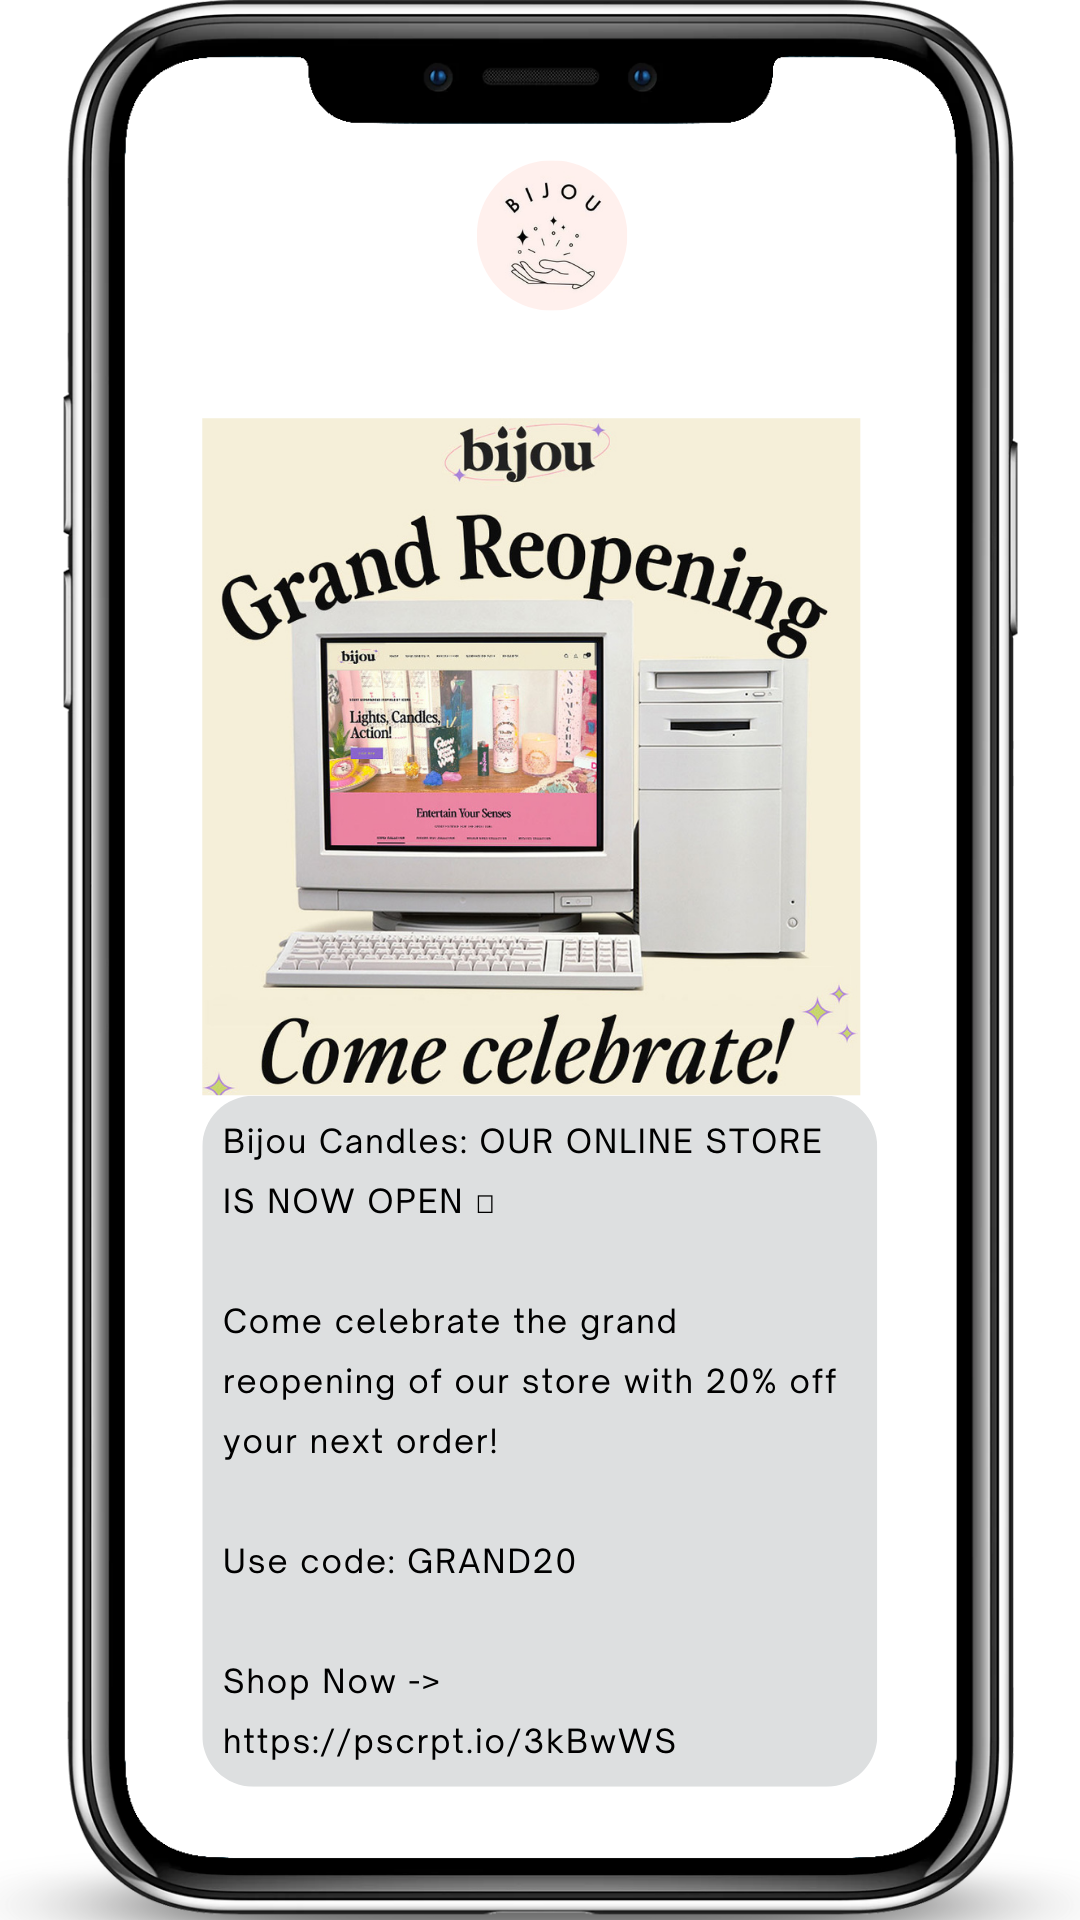 BIJOU
bijou
Grand Reopening
bijou
Lights, Candles,
Action!
Entertain Your Senses
AND MATCHES
Come celebrate!
Bijou Candles: OUR ONLINE STORE
IS NOW OPEN
Come celebrate the grand
reopening of our store with 20% off
your next order!
Use code: GRAND20
Shop Now ->
https://pscrpt.io/3kBwWS